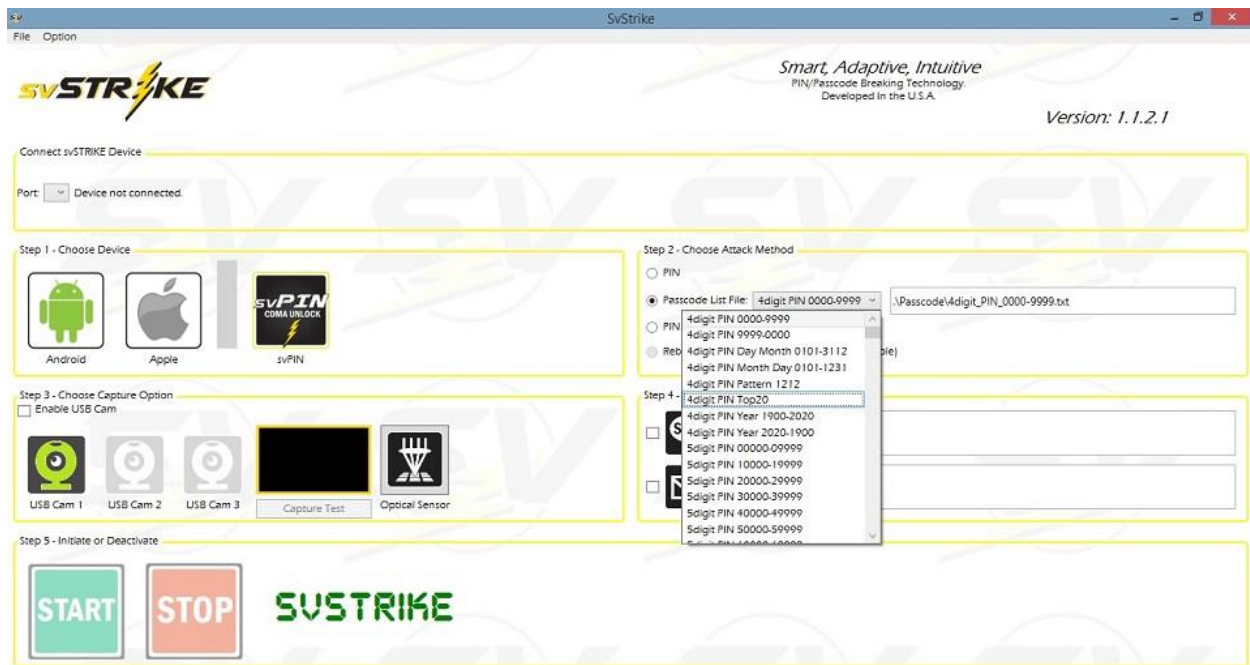 SvStrike
File Option
svSTRIKE
Smart, Adaptive, Intuitive
PIN/Passcode Breaking Technology.
Developed in the U.S.A.
Version: 1.1.2.1
Connect svSTRIKE Device
Port: Device not connected.
Step 1 - Choose Device
svPIN
COMA UNLOCK
Android Apple svPIN
Step 2 - Choose Attack Method
PIN
Passcode List File: 4digit PIN 0000-9999 .\Passcode\4digit_PIN_0000-9999.txt
PIN
Reb
4digit PIN 0000-9999
4digit PIN 9999-0000
4digit PIN Day Month 0101-3112
4digit PIN Month Day 0101-1231
4digit PIN Pattern 1212
4digit PIN Top20
4digit PIN Year 1900-2020
4digit PIN Year 2020-1900
5digit PIN 00000-09999
5digit PIN 10000-19999
5digit PIN 20000-29999
5digit PIN 30000-39999
5digit PIN 40000-49999
5digit PIN 50000-59999
Step 3 - Choose Capture Option
Enable USB Cam
USB Cam 1 USB Cam 2 USB Cam 3 Capture Test Optical Sensor
Step 4 -
Step 5 - Initiate or Deactivate
START STOP SVSTRIKE